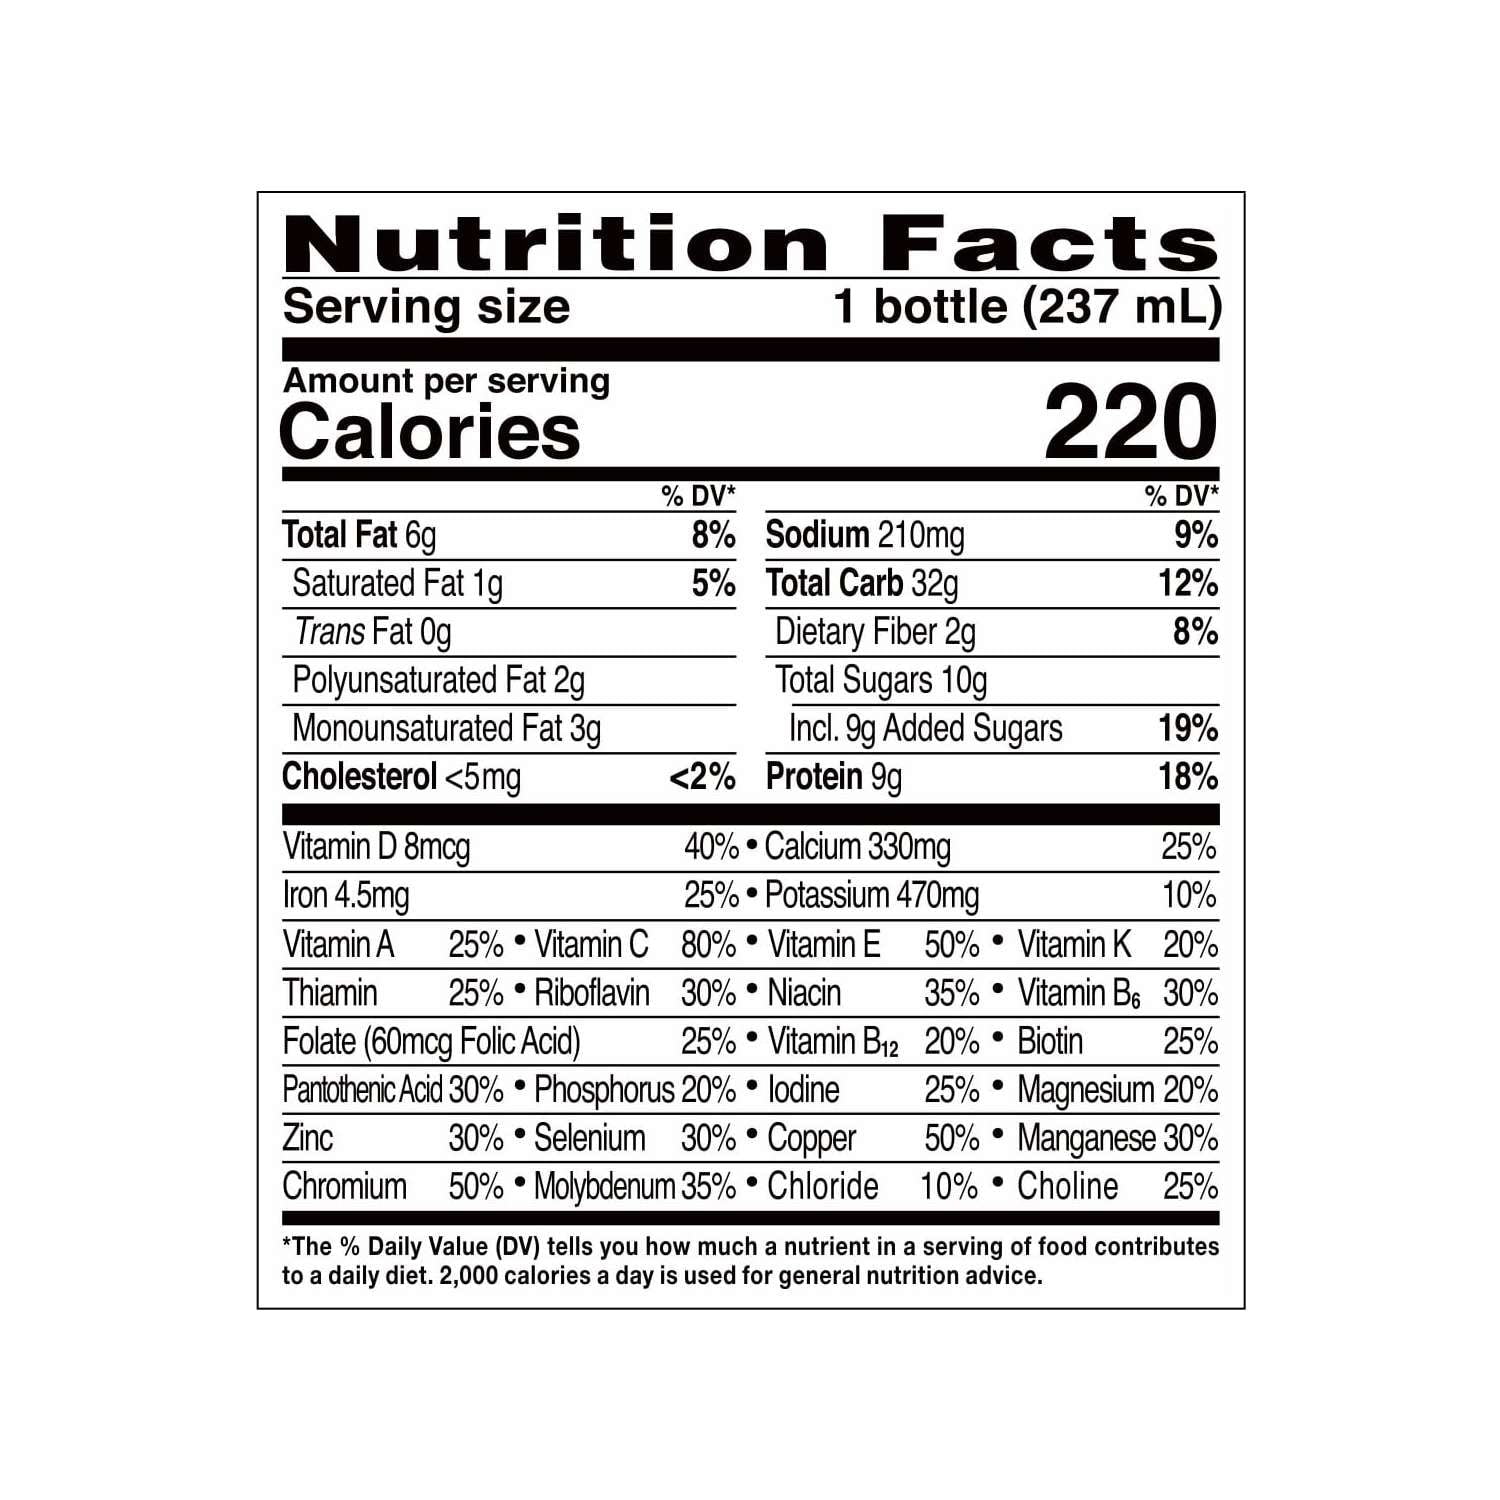 Nutrition Facts
Serving size 1 bottle (237 mL)
Amount per serving
Calories 220
% DV* % DV*
Total Fat 6g 8% Sodium 210mg 9%
Saturated Fat 1g 5% Total Carb 32g 12%
Trans Fat 0g Dietary Fiber 2g 8%
Polyunsaturated Fat 2g Total Sugars 10g
Monounsaturated Fat 3g Incl. 9g Added Sugars 19%
Cholesterol <5mg <2% Protein 9g 18%
Vitamin D 8mcg 40% • Calcium 330mg 25%
Iron 4.5mg 25% • Potassium 470mg 10%
Vitamin A 25% • Vitamin C 80% • Vitamin E 50% • Vitamin K 20%
Thiamin 25% • Riboflavin 30% • Niacin 35% • Vitamin B6 30%
Folate (60mcg Folic Acid) 25% • Vitamin B12 20% • Biotin 25%
Pantothenic Acid 30% • Phosphorus 20% • Iodine 25% • Magnesium 20%
Zinc 30% • Selenium 30% • Copper 50% • Manganese 30%
Chromium 50% • Molybdenum 35% • Chloride 10% • Choline 25%
*The % Daily Value (DV) tells you how much a nutrient in a serving of food contributes
to a daily diet. 2,000 calories a day is used for general nutrition advice.